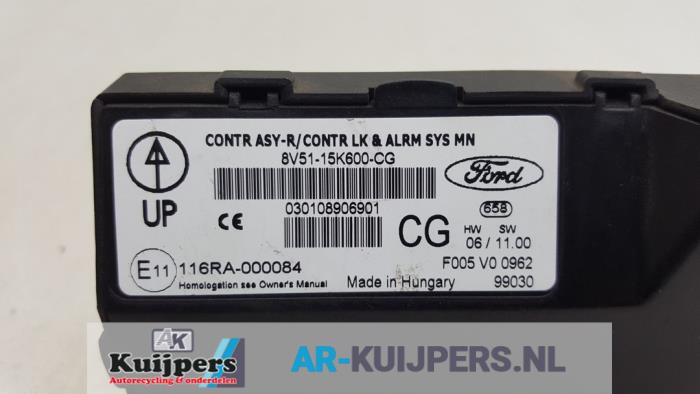 CONTR ASY-R/CONTR LK & ALRM SYS MN
8V51-15K600-CG
Ford
UP
CE
030108906901
CG
658
HW SW
06 / 11.00
E11
116RA-000084
F005 V0 0962
Homologation see Owner's Manual
Made in Hungary
99030
AK
Kuijpers
Autorecycling & onderdelen
AR-KUIJPERS.NL